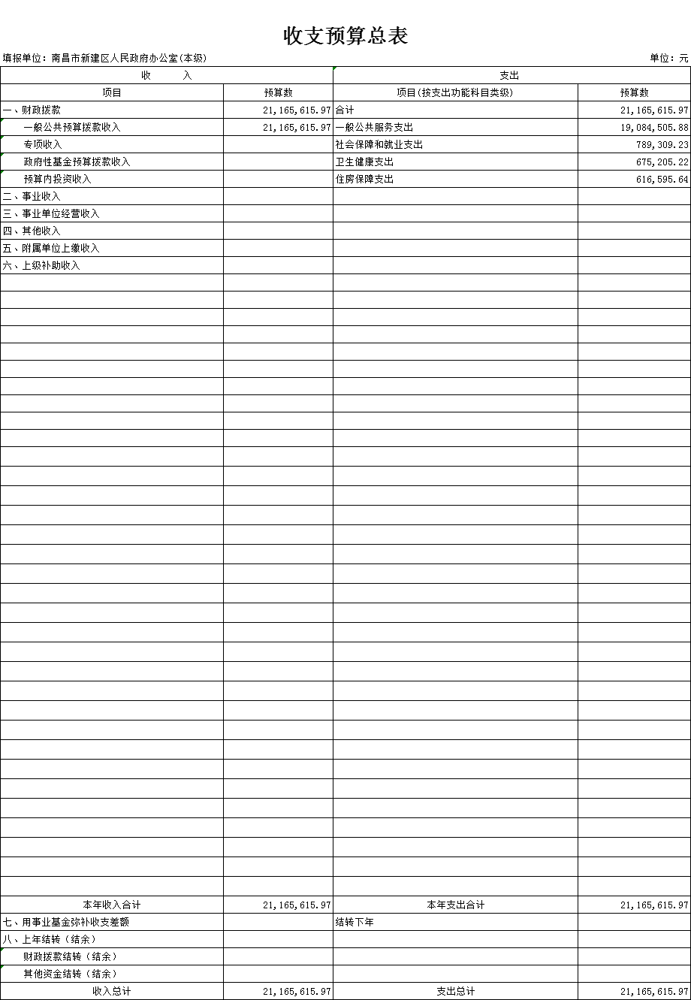 收支预算总表
填报单位：南昌市新建区人民政府办公室(本级) 单位：元
收 入 支出
项目 预算数 项目(按支出功能科目类级) 预算数
一、财政拨款 21,165,615.97 合计 21,165,615.97
一般公共预算拨款收入 21,165,615.97 一般公共服务支出 19,084,505.88
专项收入 社会保障和就业支出 789,309.23
政府性基金预算拨款收入 卫生健康支出 675,205.22
预算内投资收入 住房保障支出 616,595.64
二、事业收入
三、事业单位经营收入
四、其他收入
五、附属单位上缴收入
六、上级补助收入
本年收入合计 21,165,615.97 本年支出合计 21,165,615.97
七、用事业基金弥补收支差额 结转下年
八、上年结转（结余）
财政拨款结转（结余）
其他资金结转（结余）
收入总计 21,165,615.97 支出总计 21,165,615.97